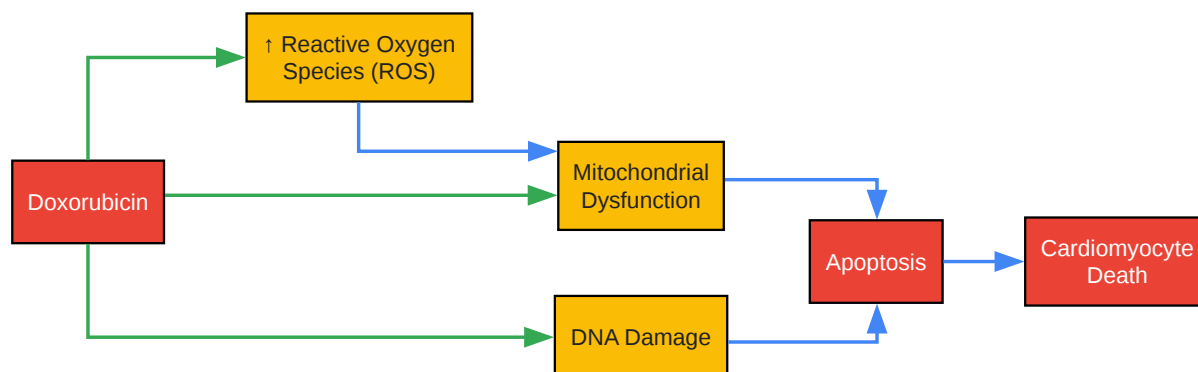 ↑ Reactive Oxygen
Species (ROS)
Mitochondrial
Dysfunction
Doxorubicin
Apoptosis
Cardiomyocyte
Death
DNA Damage